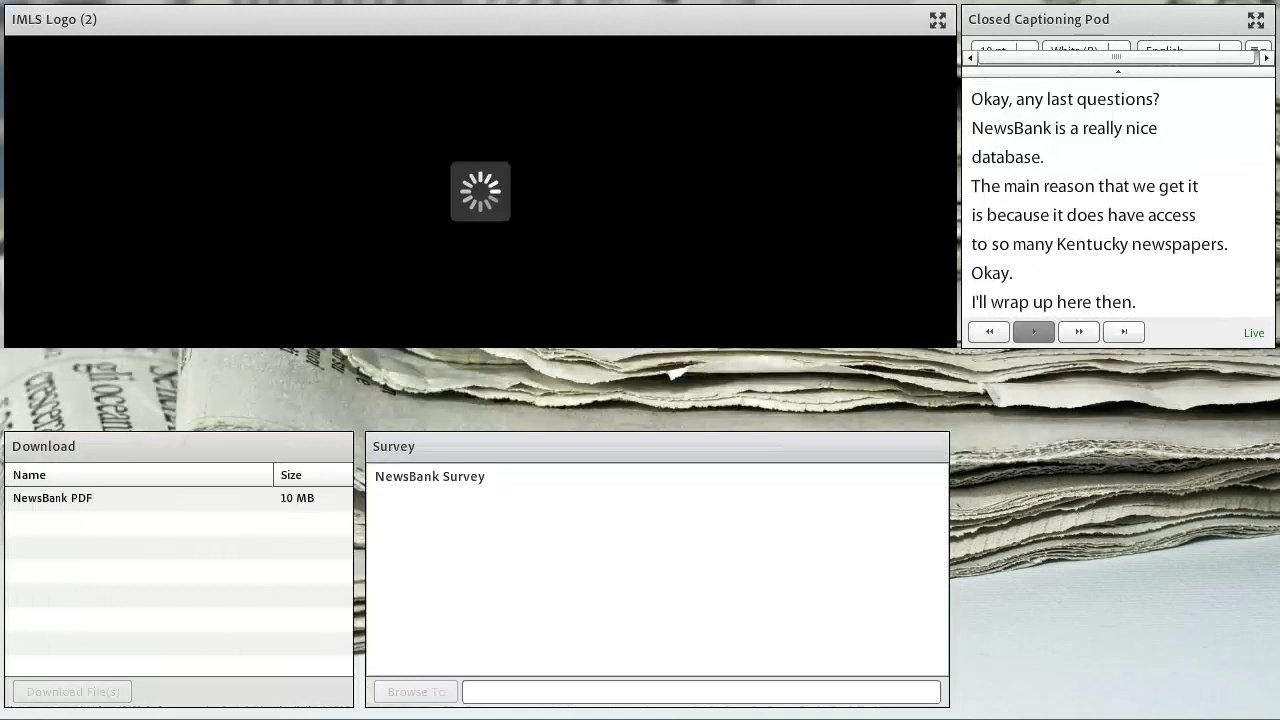 IMLS Logo (2)
Closed Captioning Pod
English
Okay, any last questions?
NewsBank is a really nice
database.
The main reason that we get it
is because it does have access
to so many Kentucky newspapers.
Okay.
I'll wrap up here then.
Live
Download
Name Size
NewsBank PDF 10 MB
Download File(s)
Survey
NewsBank Survey
Browse To